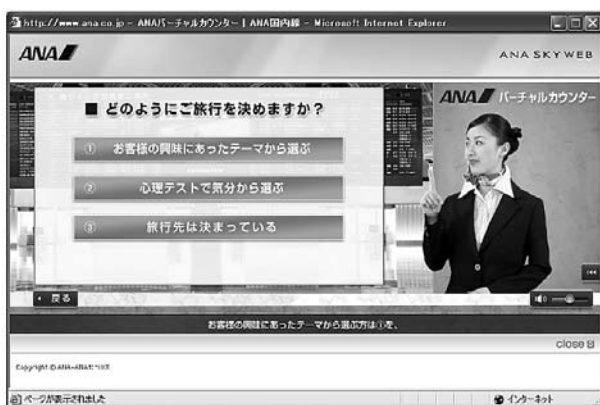 http://www.ana.co.jp - ANAバーチャルカウンター | ANA国内線 - Microsoft Internet Explorer
ANA
ANA SKY WEB
ANA バーチャルカウンター
■ どのようにご旅行を決めますか?
① お客様の興味にあったテーマから選ぶ
② 心理テストで気分から選ぶ
③ 旅行先は決まっている
戻る
お客様の興味にあったテーマから選ぶ方は①を、
close
Copyright
ページが表示されました
インターネット